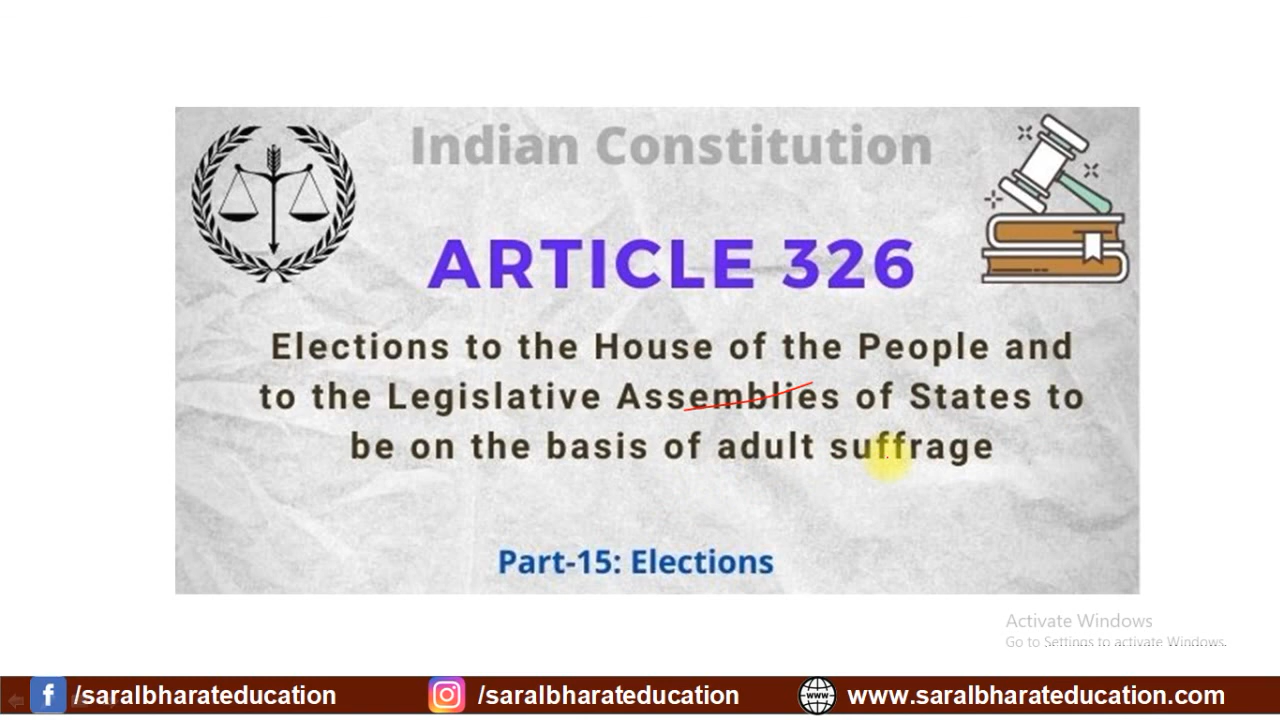 Indian Constitution
ARTICLE 326
Elections to the House of the People and
to the Legislative Assemblies of States to
be on the basis of adult suffrage
Part-15: Elections
Activate Windows
Go to Settings to activate Windows.
f /saralbharateducation
/saralbharateducation
www www.saralbharateducation.com